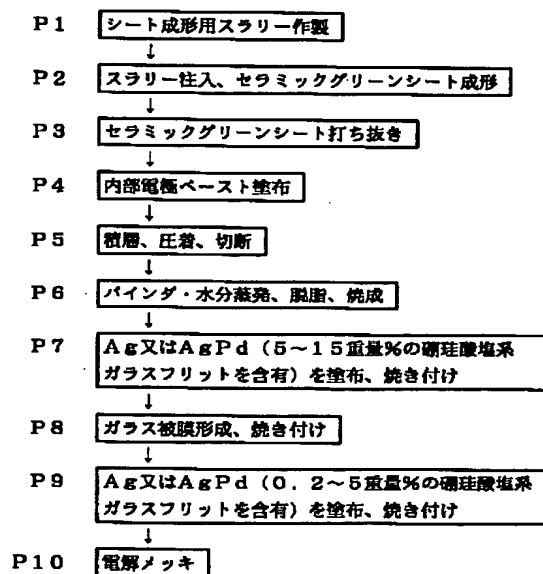 P1 シート成形用スラリー作製
↓
P2 スラリー注入、セラミックグリーンシート成形
↓
P3 セラミックグリーンシート打ち抜き
↓
P4 内部電極ペースト塗布
↓
P5 積層、圧着、切断
↓
P6 バインダ・水分蒸発、脱脂、焼成
↓
P7 Ag又はAgPd(5~15重量%の硼珪酸塩系
ガラスフリットを含有)を塗布、焼き付け
↓
P8 ガラス被膜形成、焼き付け
↓
P9 Ag又はAgPd(0.2~5重量%の硼珪酸塩系
ガラスフリットを含有)を塗布、焼き付け
↓
P10 電解メッキ